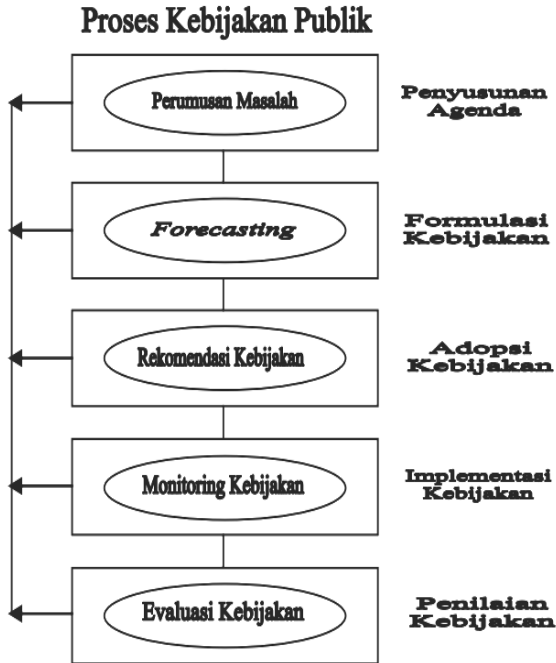 Proses Kebijakan Publik
Perumusan Masalah
Penyusunan
Agenda
Forecasting
Formulasi
Kebijakan
Rekomendasi Kebijakan
Adopsi
Kebijakan
Monitoring Kebijakan
Implementasi
Kebijakan
Evaluasi Kebijakan
Penilaian
Kebijakan